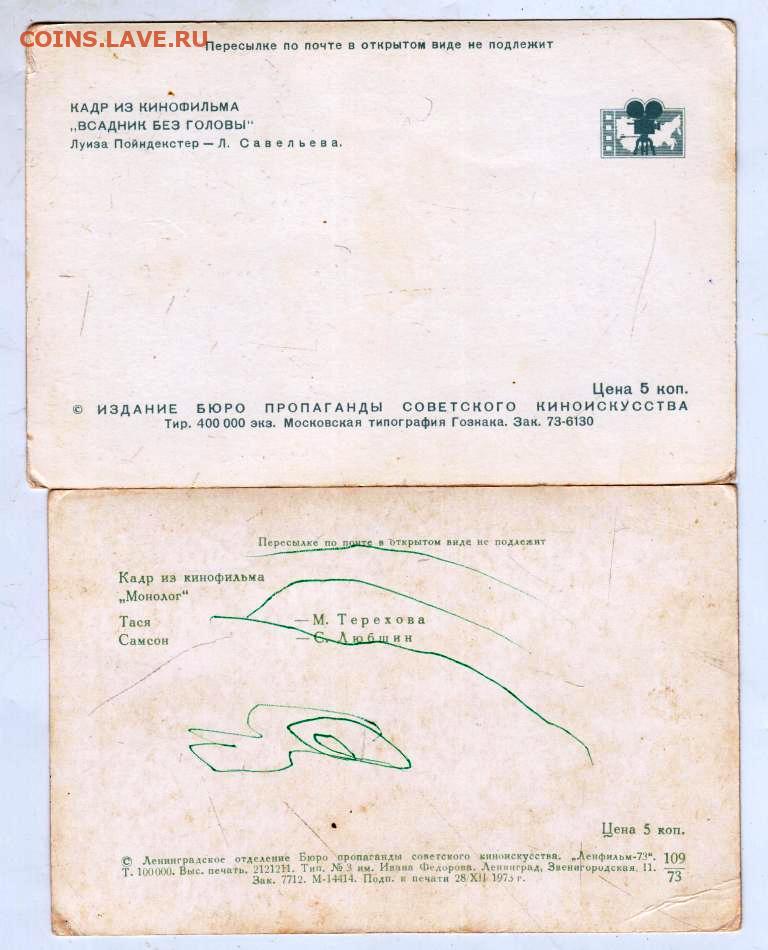 COINS.LAVE.RU
Пересылке по почте в открытом виде не подлежит
КАДР ИЗ КИНОФИЛЬМА
„ВСАДНИК БЕЗ ГОЛОВЫ"
Луиза Пойндекстер — Л. Савельева.
Цена 5 коп.
© ИЗДАНИЕ БЮРО ПРОПАГАНДЫ СОВЕТСКОГО КИНОИСКУССТВА
Тир. 400 000 экз. Московская типография Гознака. Зак. 73-6130
Пересылке по почте в открытом виде не подлежит
Кадр из кинофильма
„Монолог"
Тася — М. Терехова
Самсон — С. Любшин
Цена 5 коп.
© Ленинградское отделение Бюро пропаганды советского киноискусства. „Ленфильм-73". 109
Т. 100000. Выс. печать. 2121211. Тип. № 3 им. Ивана Федорова. Ленинград, Звенигородская, 11.
Зак. 7712. М-14414. Подп. к печати 28/XII 1973 г. 73